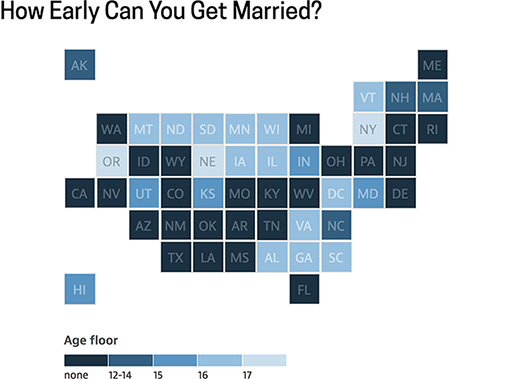 How Early Can You Get Married?
AK ME
VT NH MA
WA MT ND SD MN WI MI NY CT RI
OR ID WY NE IA IL IN OH PA NJ
CA NV UT CO KS MO KY WV DC MD DE
AZ NM OK AR TN VA NC
TX LA MS AL GA SC
HI FL
Age floor
none 12-14 15 16 17